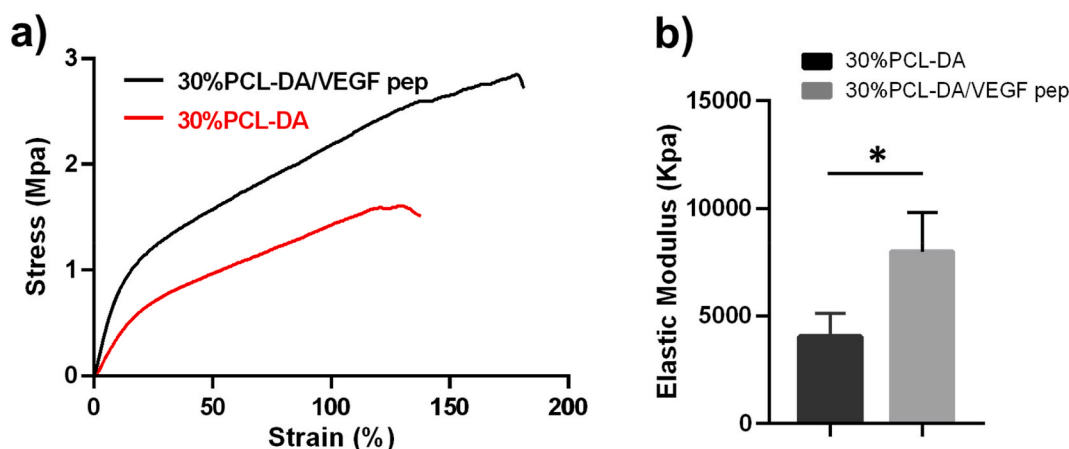 a)
Stress (Mpa)
3
2
1
0
30%PCL-DA/VEGF pep
30%PCL-DA
0 50 100 150 200
Strain (%)
b)
30%PCL-DA
30%PCL-DA/VEGF pep
Elastic Modulus (Kpa)
15000
10000
5000
0
*